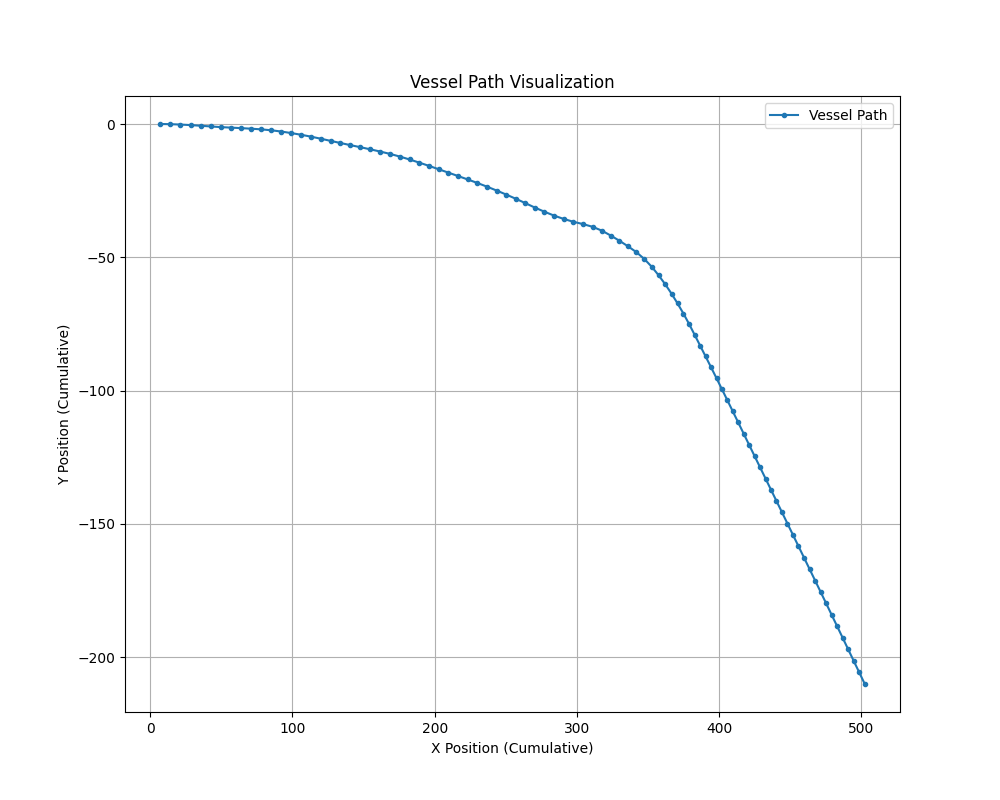 Vessel Path Visualization
Vessel Path
0
−50
−100
−150
−200
Y Position (Cumulative)
0
100
200
300
400
500
X Position (Cumulative)